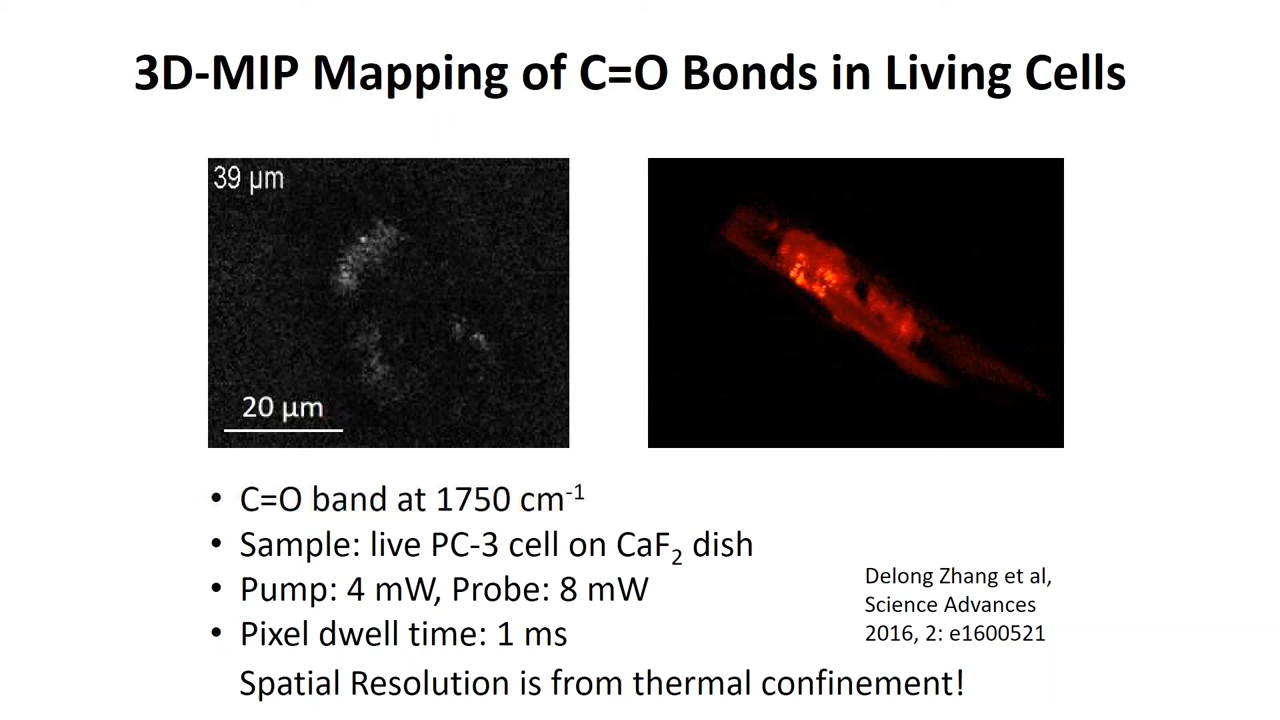 3D-MIP Mapping of C=O Bonds in Living Cells
39 µm
20 µm
• C=O band at 1750 cm⁻¹
• Sample: live PC-3 cell on CaF₂ dish
• Pump: 4 mW, Probe: 8 mW
• Pixel dwell time: 1 ms
Spatial Resolution is from thermal confinement!
Delong Zhang et al,
Science Advances
2016, 2: e1600521